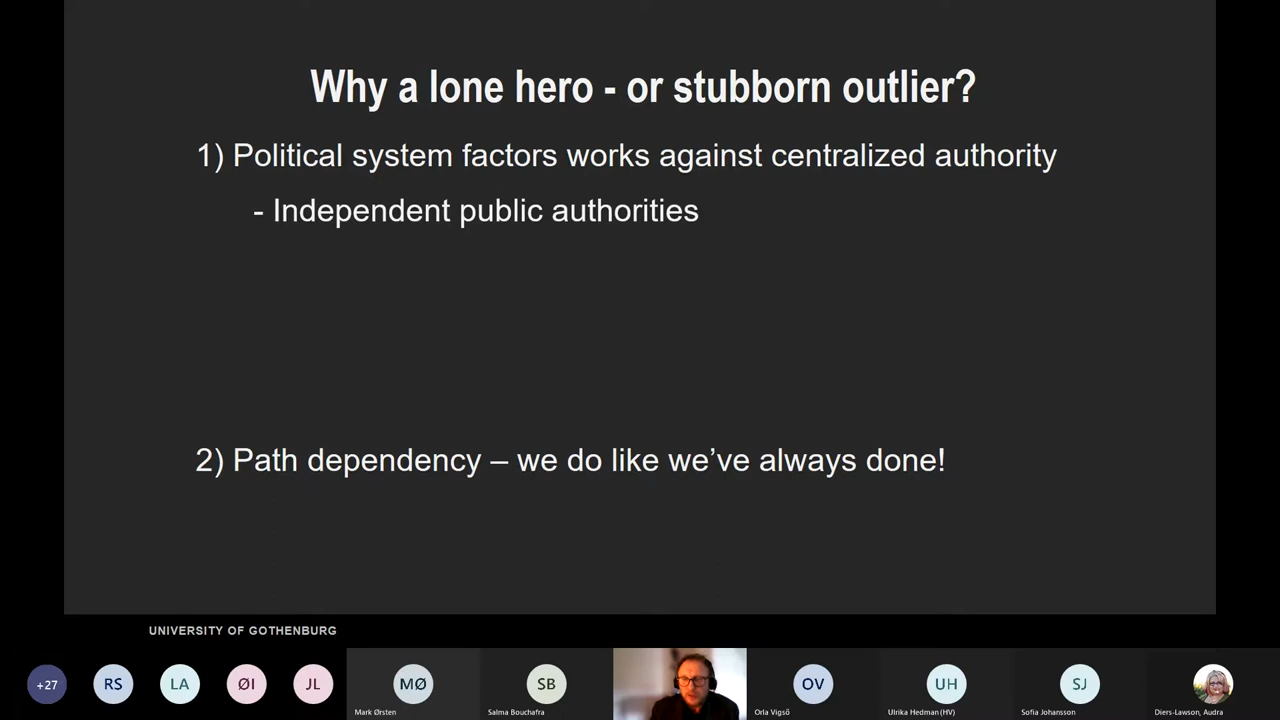 Why a lone hero - or stubborn outlier?
1) Political system factors works against centralized authority
- Independent public authorities
2) Path dependency – we do like we’ve always done!
UNIVERSITY OF GOTHENBURG
+27
RS
LA
ØI
JL
MØ
SB
OV
UH
SJ
Mark Ørsten
Salma Bouchafra
Orla Vigsö
Ulrika Hedman (HV)
Sofia Johansson
Diers-Lawson, Audra